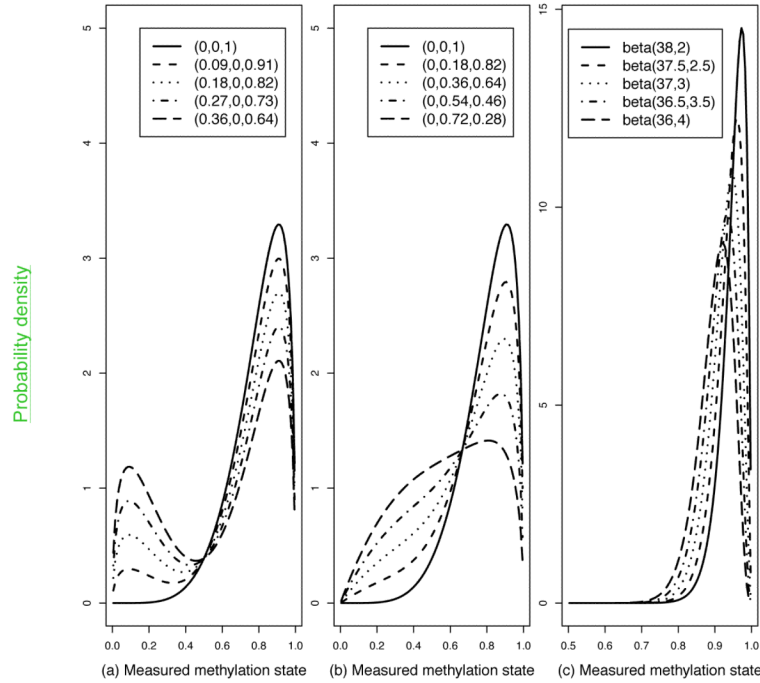 Probability density
5
4
3
2
1
0
(0,0,1)
(0.09,0,0.91)
(0.18,0,0.82)
(0.27,0,0.73)
(0.36,0,0.64)
0.0 0.2 0.4 0.6 0.8 1.0
(a) Measured methylation state
5
4
3
2
1
0
(0,0,1)
(0,0.18,0.82)
(0,0.36,0.64)
(0,0.54,0.46)
(0,0.72,0.28)
0.0 0.2 0.4 0.6 0.8 1.0
(b) Measured methylation state
15
10
5
0
beta(38,2)
beta(37.5,2.5)
beta(37,3)
beta(36.5,3.5)
beta(36,4)
0.5 0.6 0.7 0.8 0.9 1.0
(c) Measured methylation state